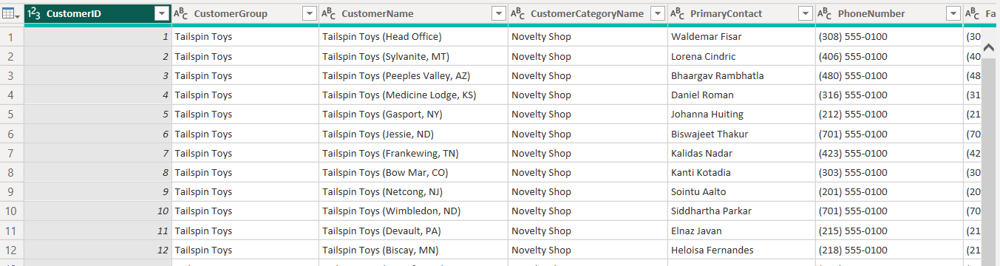 1²3 CustomerID ABC CustomerGroup ABC CustomerName ABC CustomerCategoryName ABC PrimaryContact ABC PhoneNumber ABC Fa
1 1 Tailspin Toys Tailspin Toys (Head Office) Novelty Shop Waldemar Fisar (308) 555-0100 (30
2 2 Tailspin Toys Tailspin Toys (Sylvanite, MT) Novelty Shop Lorena Cindric (406) 555-0100 (40
3 3 Tailspin Toys Tailspin Toys (Peeples Valley, AZ) Novelty Shop Bhaargav Rambhatla (480) 555-0100 (48
4 4 Tailspin Toys Tailspin Toys (Medicine Lodge, KS) Novelty Shop Daniel Roman (316) 555-0100 (31
5 5 Tailspin Toys Tailspin Toys (Gasport, NY) Novelty Shop Johanna Huiting (212) 555-0100 (21
6 6 Tailspin Toys Tailspin Toys (Jessie, ND) Novelty Shop Biswajeet Thakur (701) 555-0100 (70
7 7 Tailspin Toys Tailspin Toys (Frankewing, TN) Novelty Shop Kalidas Nadar (423) 555-0100 (42
8 8 Tailspin Toys Tailspin Toys (Bow Mar, CO) Novelty Shop Kanti Kotadia (303) 555-0100 (30
9 9 Tailspin Toys Tailspin Toys (Netcong, NJ) Novelty Shop Sointu Aalto (201) 555-0100 (20
10 10 Tailspin Toys Tailspin Toys (Wimbledon, ND) Novelty Shop Siddhartha Parkar (701) 555-0100 (70
11 11 Tailspin Toys Tailspin Toys (Devault, PA) Novelty Shop Elnaz Javan (215) 555-0100 (21
12 12 Tailspin Toys Tailspin Toys (Biscay, MN) Novelty Shop Heloisa Fernandes (218) 555-0100 (21